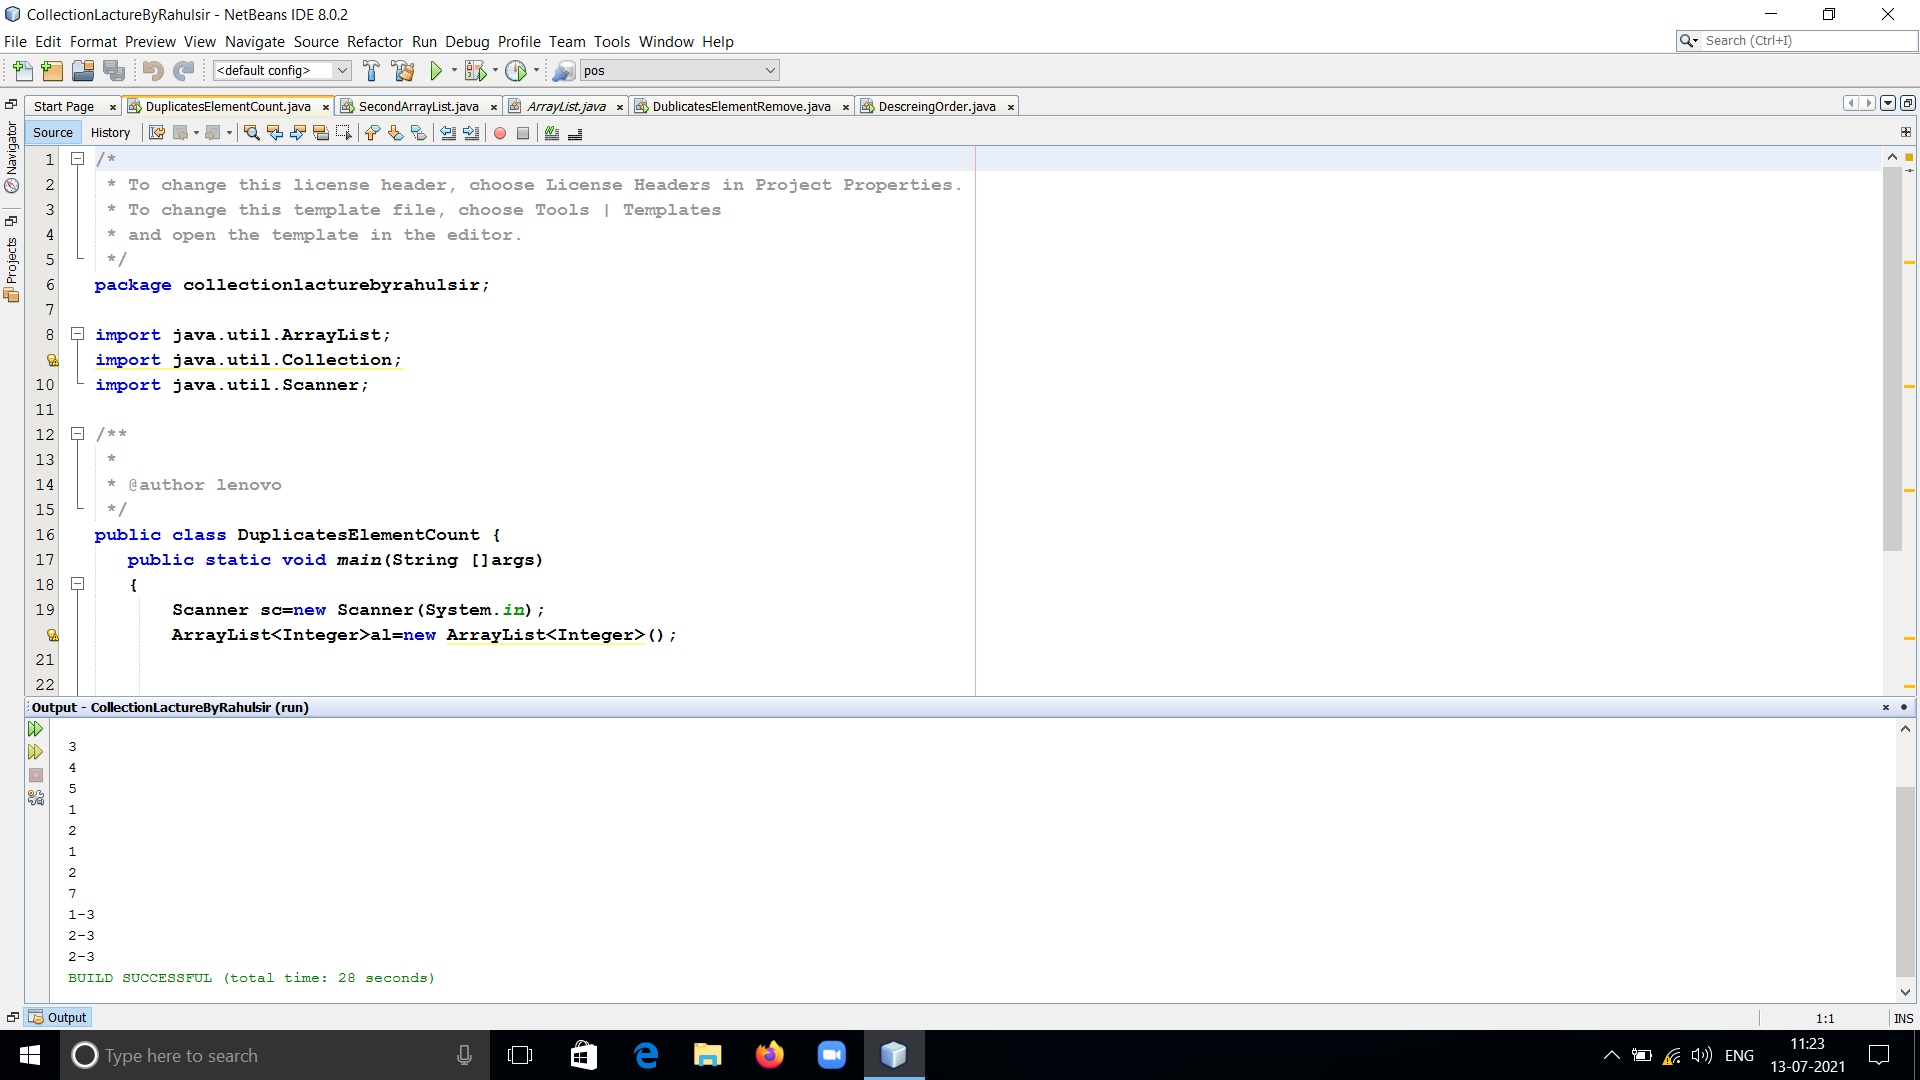 CollectionLactureByRahulsir - NetBeans IDE 8.0.2
File Edit Format Preview View Navigate Source Refactor Run Debug Profile Team Tools Window Help
Search (Ctrl+I)
<default config>
pos
Start Page
DuplicatesElementCount.java
SecondArrayList.java
ArrayList.java
DublicatesElementRemove.java
DescreingOrder.java
Navigator
Projects
Source History
1 /*
2 * To change this license header, choose License Headers in Project Properties.
3 * To change this template file, choose Tools | Templates
4 * and open the template in the editor.
5 */
6 package collectionlacturebyrahulsir;
7
8 import java.util.ArrayList;
import java.util.Collection;
10 import java.util.Scanner;
11
12 /**
13 *
14 * @author lenovo
15 */
16 public class DuplicatesElementCount {
17 public static void main(String []args)
18 {
19 Scanner sc=new Scanner(System.in);
ArrayList<Integer>al=new ArrayList<Integer>();
21
22
Output - CollectionLactureByRahulsir (run)
3
4
5
1
2
1
2
7
1-3
2-3
2-3
BUILD SUCCESSFUL (total time: 28 seconds)
Output
1:1 INS
Type here to search
ENG
11:23
13-07-2021